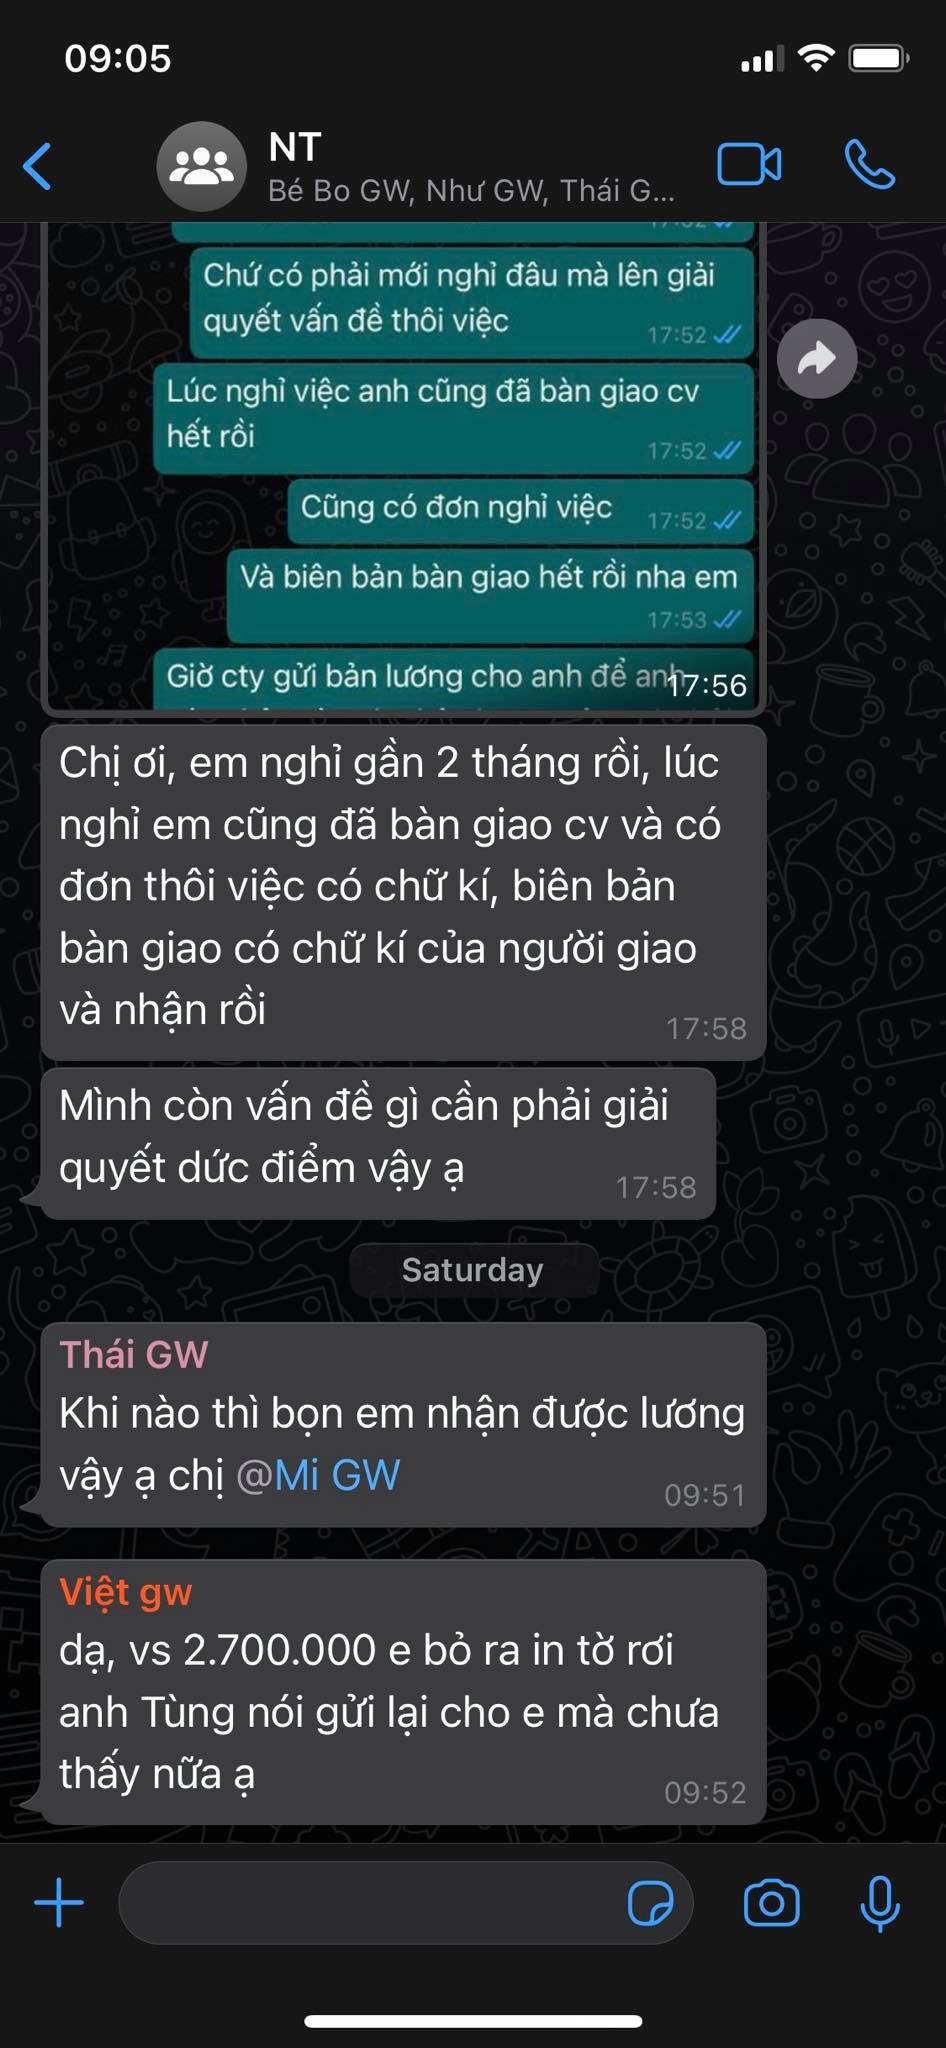 09:05
NT
Bé Bo GW, Như GW, Thái G...
Chứ có phải mới nghỉ đâu mà lên giải
quyết vấn đề thôi việc
17:52
Lúc nghỉ việc anh cũng đã bàn giao cv
hết rồi
17:52
Cũng có đơn nghỉ việc
17:52
Và biên bản bàn giao hết rồi nha em
17:53
Giờ cty gửi bản lương cho anh để anh
17:56
Chị ơi, em nghỉ gần 2 tháng rồi, lúc
nghỉ em cũng đã bàn giao cv và có
đơn thôi việc có chữ kí, biên bản
bàn giao có chữ kí của người giao
và nhận rồi
17:58
Mình còn vấn đề gì cần phải giải
quyết dức điểm vậy ạ
17:58
Saturday
Thái GW
Khi nào thì bọn em nhận được lương
vậy ạ chị @Mi GW
09:51
Việt gw
dạ, vs 2.700.000 e bỏ ra in tờ rơi
anh Tùng nói gửi lại cho e mà chưa
thấy nữa ạ
09:52